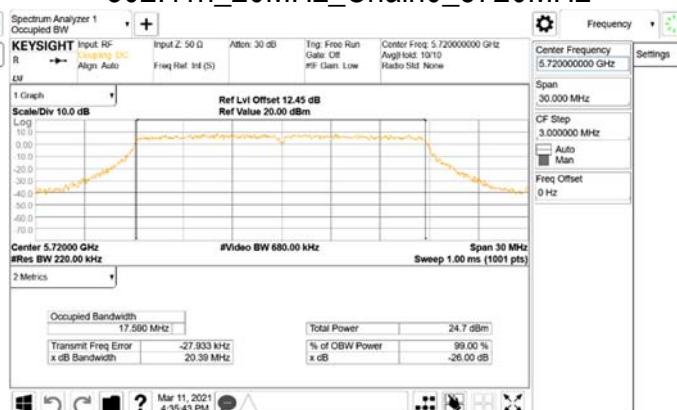 802.11n_20MHz_Chain0_5720MHz
Spectrum Analyzer 1
Occupied BW
+
Frequency
KEYSIGHT Input: RF Input Z: 50 Ω Atten: 30 dB Trig: Free Run Center Freq: 5.720000000 GHz
R Coupling: DC Gate: Off Avg|Hold: 10/10
Align: Auto Freq Ref: Int (S) #IF Gain: Low Radio Std: None
Center Frequency
5.720000000 GHz
Settings
Span
30.000 MHz
CF Step
3.000000 MHz
Auto
Man
Freq Offset
0 Hz
1 Graph
Scale/Div 10.0 dB
Ref Lvl Offset 12.45 dB
Ref Value 20.00 dBm
Log
10.0
0.00
-10.0
-20.0
-30.0
-40.0
-50.0
-60.0
-70.0
Center 5.72000 GHz #Video BW 680.00 kHz Span 30 MHz
#Res BW 220.00 kHz Sweep 1.00 ms (1001 pts)
2 Metrics
Occupied Bandwidth
17.590 MHz Total Power 24.7 dBm
Transmit Freq Error -27.933 kHz % of OBW Power 99.00 %
x dB Bandwidth 20.39 MHz x dB -26.00 dB
? Mar 11, 2021
4:35:43 PM